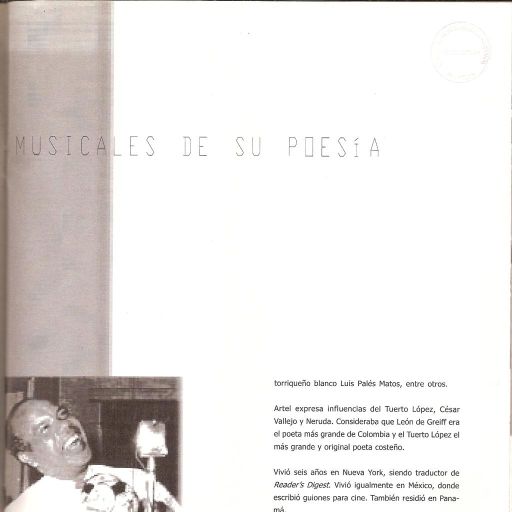 MUSICALES DE SU POESíA
torriqueño blanco Luis Palés Matos, entre otros.
Artel expresa influencias del Tuerto López, César
Vallejo y Neruda. Consideraba que León de Greiff era
el poeta más grande de Colombia y el Tuerto López el
más grande y original poeta costeño.
Vivió seis años en Nueva York, siendo traductor de
Reader's Digest. Vivió igualmente en México, donde
escribió guiones para cine. También residió en Pana-
má